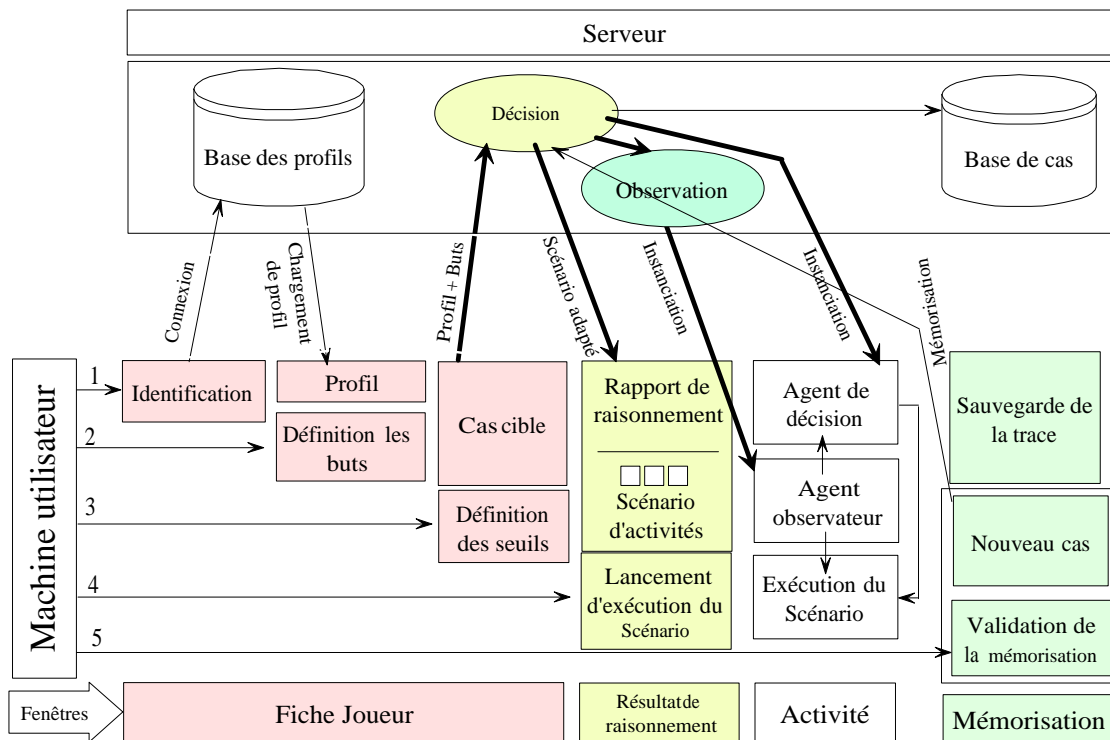 Serveur
Base des profils
Décision
Observation
Base de cas
Connexion
Chargement
de profil
Profil + Buts
Scénario adapté
Instanciation
Instanciation
Mémorisation
Machine utilisateur
1
2
3
4
5
Identification
Profil
Définition les
buts
Cas cible
Définition
des seuils
Rapport de
raisonnement
Scénario
d'activités
Lancement
d'exécution du
Scénario
Agent de
décision
Agent
observateur
Exécution du
Scénario
Sauvegarde de
la trace
Nouveau cas
Validation de
la mémorisation
Fenêtres
Fiche Joueur
Résultat de
raisonnement
Activité
Mémorisation